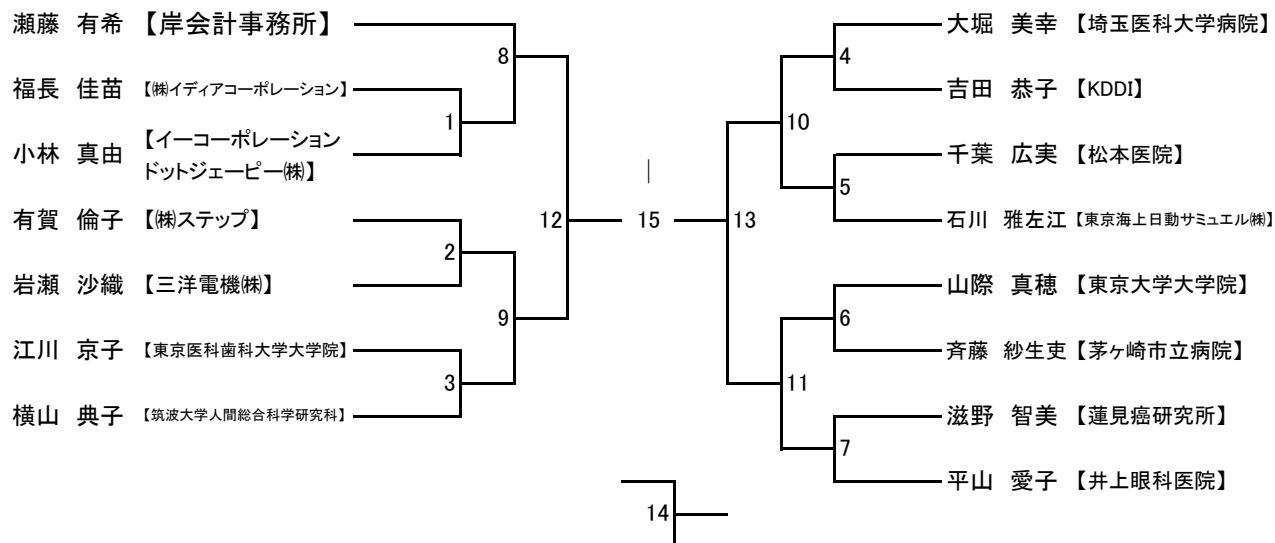 瀬藤 有希 【岸会計事務所】
福長 佳苗 【㈱イディアコーポレーション】
小林 真由 【イーコーポレーション
ドットジェーピー㈱】
有賀 倫子 【㈱ステップ】
岩瀬 沙織 【三洋電機㈱】
江川 京子 【東京医科歯科大学大学院】
横山 典子 【筑波大学人間総合科学研究科】
8
1
2
9
3
12
15
13
14
4
10
5
6
11
7
大堀 美幸 【埼玉医科大学病院】
吉田 恭子 【KDDI】
千葉 広実 【松本医院】
石川 雅左江 【東京海上日動サミュエル㈱】
山際 真穂 【東京大学大学院】
斉藤 紗生吏 【茅ヶ崎市立病院】
滋野 智美 【蓮見癌研究所】
平山 愛子 【井上眼科医院】